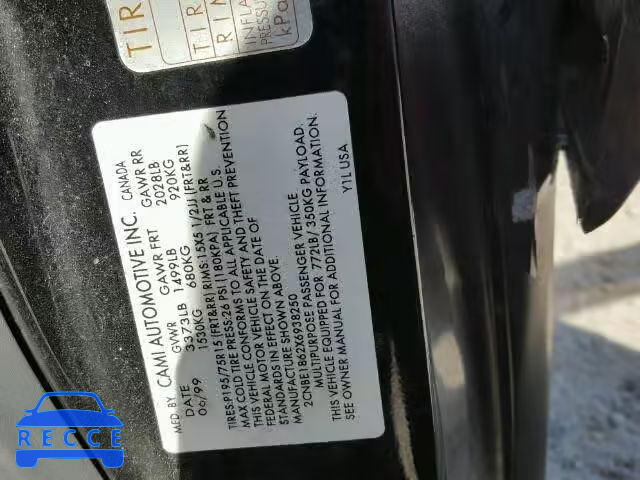 TIR
TIR
RIM
INFLA
PRESSU
kPa
MFD BY CAMI AUTOMOTIVE INC. CANADA
DATE GVWR GAWR FRT GAWR RR
06/99 3373LB 1499LB 2028LB
1530KG 680KG 920KG
TIRES:P195/75R15 (FRT&RR) RIMS:15X5 1/2JJ (FRT&RR)
MAX COLD TIRE PRESS:26 PSI (180KPA) FRT & RR
THIS VEHICLE CONFORMS TO ALL APPLICABLE U.S.
FEDERAL MOTOR VEHICLE SAFETY AND THEFT PREVENTION
STANDARDS IN EFFECT ON THE DATE OF
MANUFACTURE SHOWN ABOVE.
2CNBE1862X6938250
MULTIPURPOSE PASSENGER VEHICLE
VEHICLE EQUIPPED FOR 772LB/350KG PAYLOAD.
SEE OWNER MANUAL FOR ADDITIONAL INFORMATION.
Y1L USA
RECCE